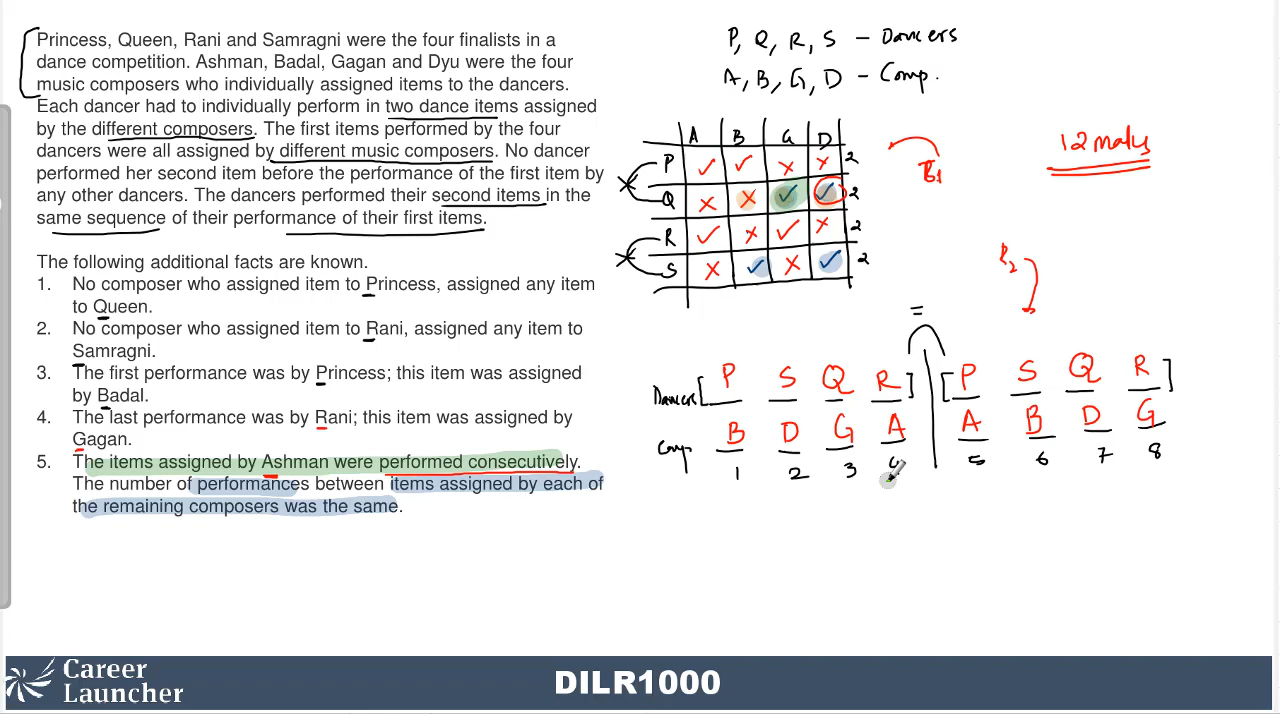 Princess, Queen, Rani and Samragni were the four finalists in a
dance competition. Ashman, Badal, Gagan and Dyu were the four
music composers who individually assigned items to the dancers.
Each dancer had to individually perform in two dance items assigned
by the different composers. The first items performed by the four
dancers were all assigned by different music composers. No dancer
performed her second item before the performance of the first item by
any other dancers. The dancers performed their second items in the
same sequence of their performance of their first items.
The following additional facts are known.
1. No composer who assigned item to Princess, assigned any item
to Queen.
2. No composer who assigned item to Rani, assigned any item to
Samragni.
3. The first performance was by Princess; this item was assigned
by Badal.
4. The last performance was by Rani; this item was assigned by
Gagan.
5. The items assigned by Ashman were performed consecutively.
The number of performances between items assigned by each of
the remaining composers was the same.
P, Q, R, S – Dancers
A, B, G, D – Comp.
A B G D
P ✓ ✓ × × 2
Q × × ✓ ✓ 2
R ✓ × ✓ × 2
S × ✓ × ✓ 2
12 mains
P2
=
Dancer [ P S Q R ] [ P S Q R ]
Comp B D G A A B D G
1 2 3 4 5 6 7 8
Career
Launcher
DILR1000